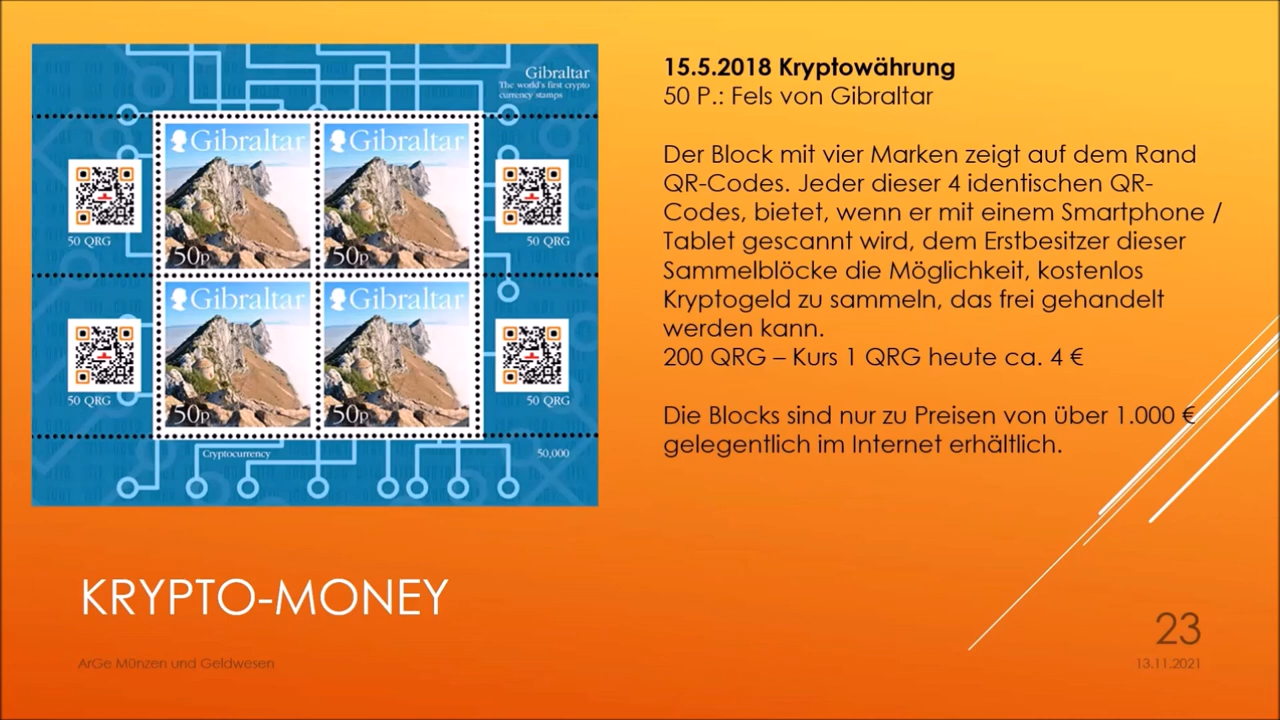 Gibraltar
The world's first crypto
currency stamps
Gibraltar
Gibraltar
50p
50p
50 QRG
50 QRG
Gibraltar
Gibraltar
50p
50p
50 QRG
50 QRG
Cryptocurrency
50,000
15.5.2018 Kryptowährung
50 P.: Fels von Gibraltar
Der Block mit vier Marken zeigt auf dem Rand
QR-Codes. Jeder dieser 4 identischen QR-
Codes, bietet, wenn er mit einem Smartphone /
Tablet gescannt wird, dem Erstbesitzer dieser
Sammelblöcke die Möglichkeit, kostenlos
Kryptogeld zu sammeln, das frei gehandelt
werden kann.
200 QRG – Kurs 1 QRG heute ca. 4 €
Die Blocks sind nur zu Preisen von über 1.000 €
gelegentlich im Internet erhältlich.
KRYPTO-MONEY
ArGe Münzen und Geldwesen
23
13.11.2021